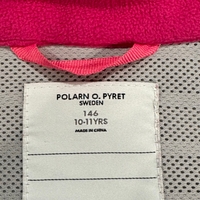 POLARN O. PYRET
SWEDEN
146
10-11YRS
MADE IN CHINA